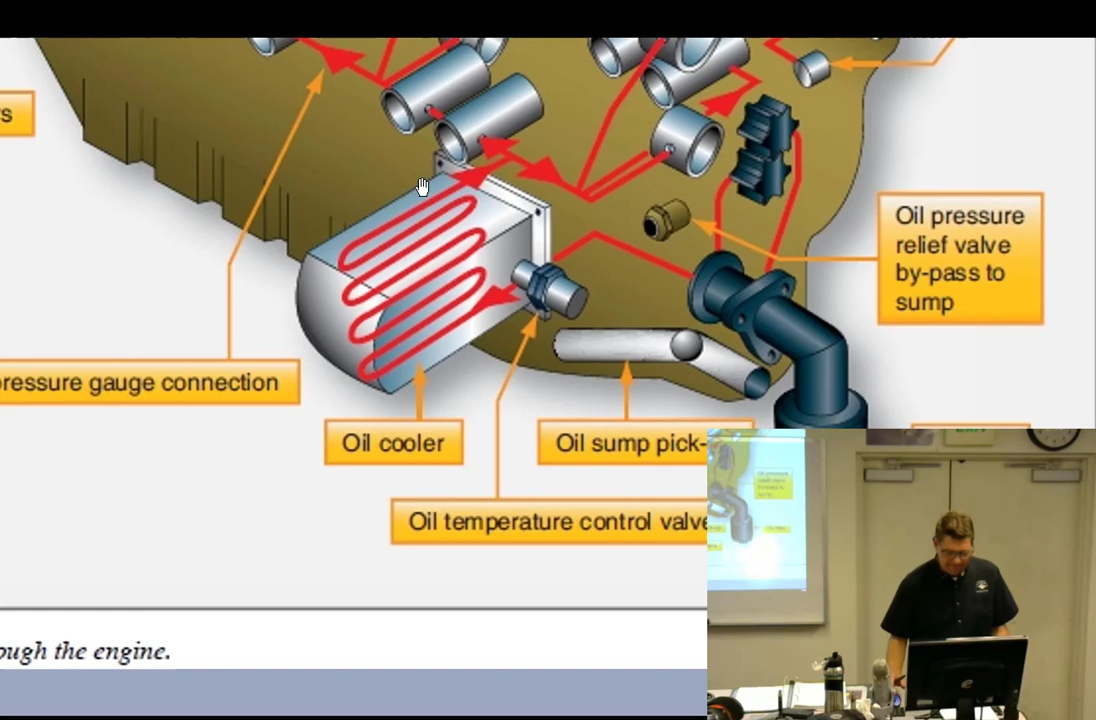 s
Oil pressure
relief valve
by-pass to
sump
pressure gauge connection
Oil cooler
Oil sump pick-
Oil temperature control valve
ough the engine.